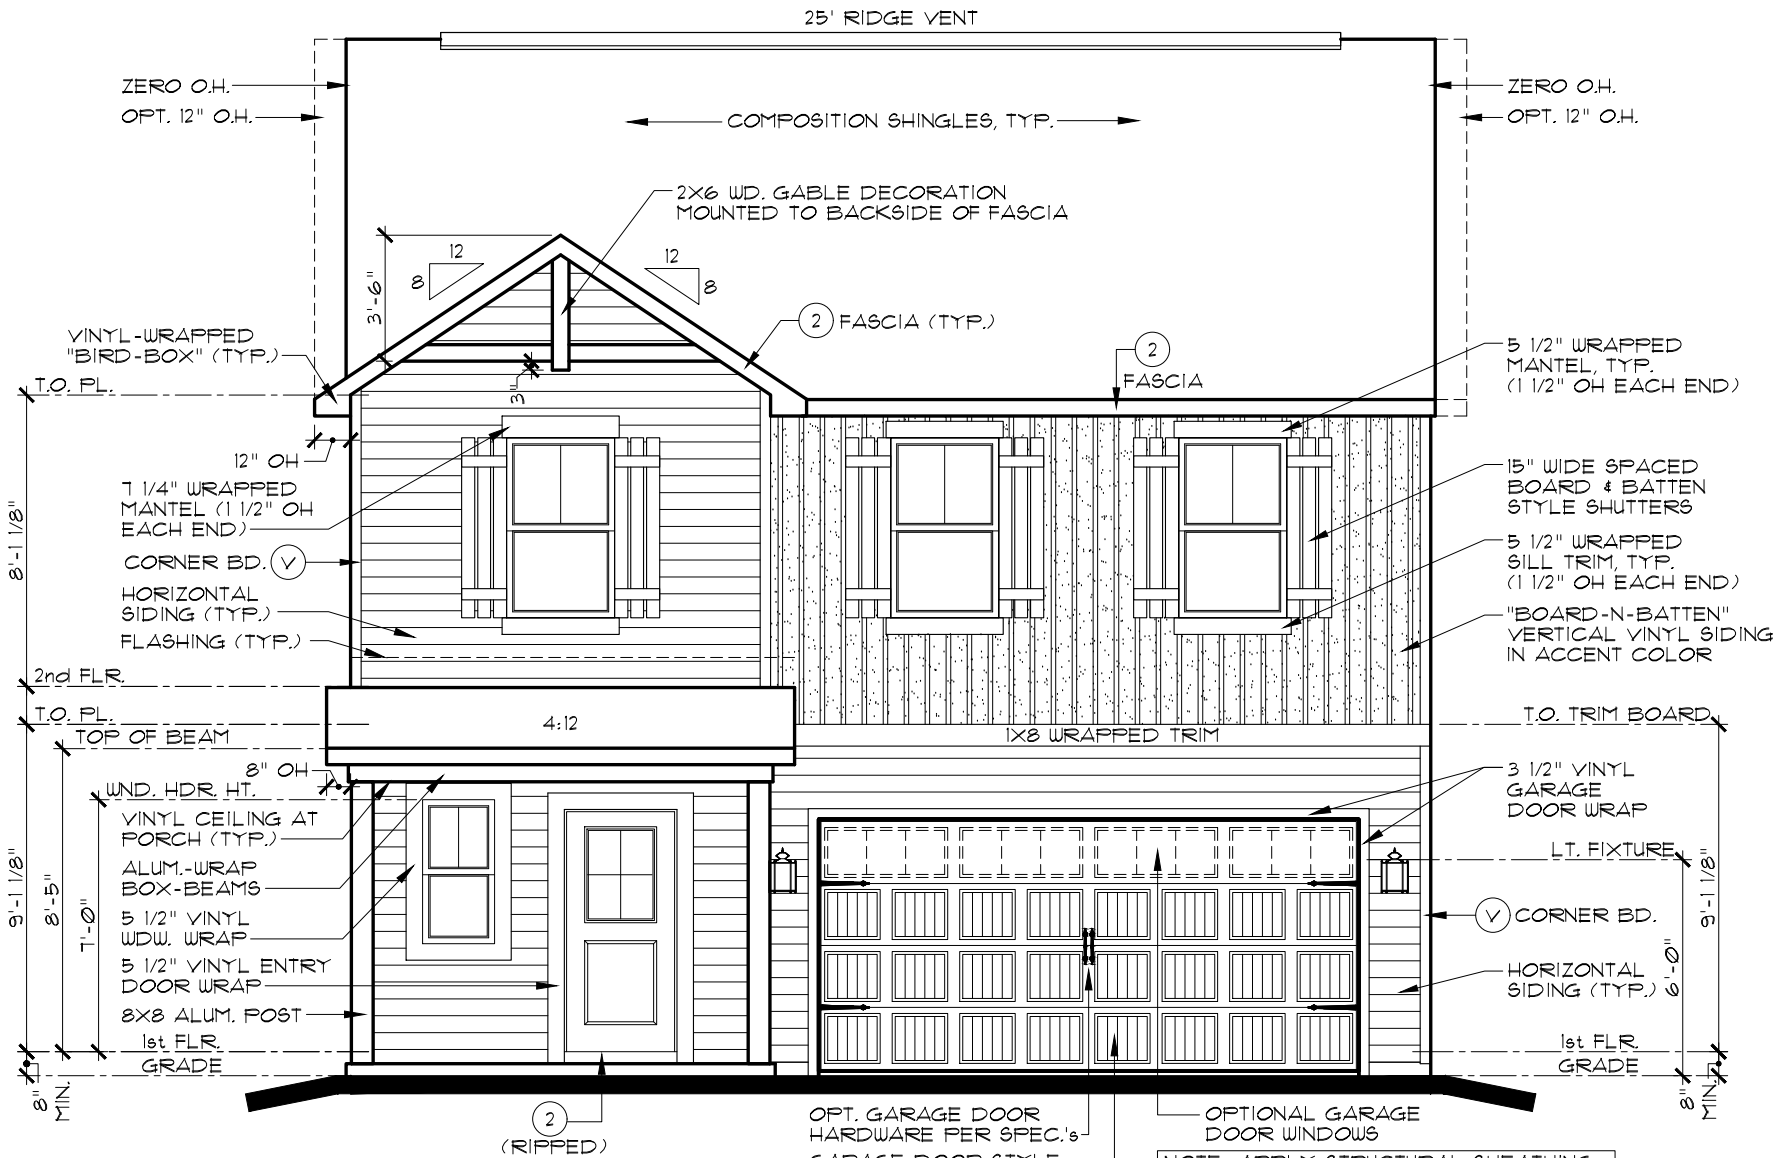 25' RIDGE VENT
ZERO O.H.
OPT. 12" O.H.
COMPOSITION SHINGLES, TYP.
ZERO O.H.
OPT. 12" O.H.
2X6 WD. GABLE DECORATION
MOUNTED TO BACKSIDE OF FASCIA
12
8
12
8
3'-6"
3"
VINYL-WRAPPED
"BIRD-BOX" (TYP.)
2 FASCIA (TYP.)
2
FASCIA
5 1/2" WRAPPED
MANTEL, TYP.
(1 1/2" OH EACH END)
T.O. PL.
12" OH
7 1/4" WRAPPED
MANTEL (1 1/2" OH
EACH END)
CORNER BD. V
HORIZONTAL
SIDING (TYP.)
FLASHING (TYP.)
8'-1 1/8"
15" WIDE SPACED
BOARD & BATTEN
STYLE SHUTTERS
5 1/2" WRAPPED
SILL TRIM, TYP.
(1 1/2" OH EACH END)
"BOARD-N-BATTEN"
VERTICAL VINYL SIDING
IN ACCENT COLOR
2nd FLR.
T.O. PL.
4:12
TOP OF BEAM
1X8 WRAPPED TRIM
T.O. TRIM BOARD
8" OH
WND. HDR. HT.
VINYL CEILING AT
PORCH (TYP.)
ALUM.-WRAP
BOX-BEAMS
5 1/2" VINYL
WDW. WRAP
5 1/2" VINYL ENTRY
DOOR WRAP
8X8 ALUM. POST
1st FLR.
GRADE
9'-1 1/8"
8'-5"
7'-0"
8"
MIN.
3 1/2" VINYL
GARAGE
DOOR WRAP
LT. FIXTURE
V CORNER BD.
HORIZONTAL
SIDING (TYP.)
6'-0"
9'-1 1/8"
1st FLR.
GRADE
8"
MIN.
2
(RIPPED)
OPT. GARAGE DOOR
HARDWARE PER SPEC.'s
GARAGE DOOR STYLE
OPTIONAL GARAGE
DOOR WINDOWS
NOTE: APPLY STRUCTURAL SHEATHING